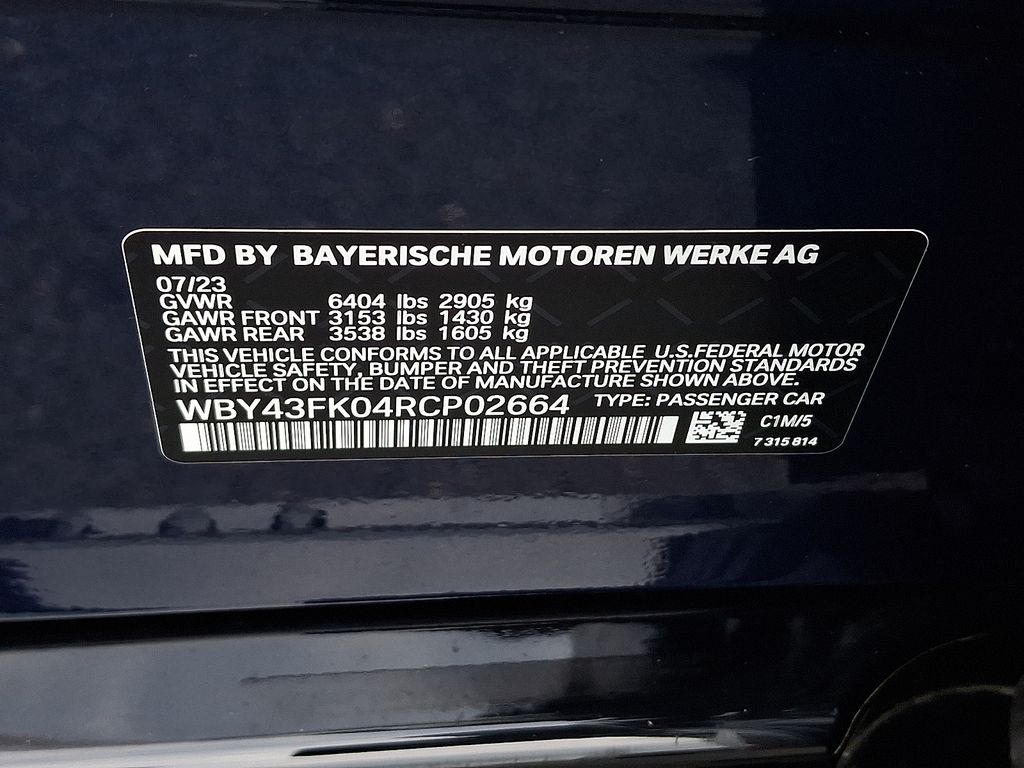 MFD BY BAYERISCHE MOTOREN WERKE AG
07/23
GVWR 6404 lbs 2905 kg
GAWR FRONT 3153 lbs 1430 kg
GAWR REAR 3538 lbs 1605 kg
THIS VEHICLE CONFORMS TO ALL APPLICABLE U.S.FEDERAL MOTOR
VEHICLE SAFETY, BUMPER AND THEFT PREVENTION STANDARDS
IN EFFECT ON THE DATE OF MANUFACTURE SHOWN ABOVE.
WBY43FK04RCP02664 TYPE: PASSENGER CAR
C1M/5
7 315 814